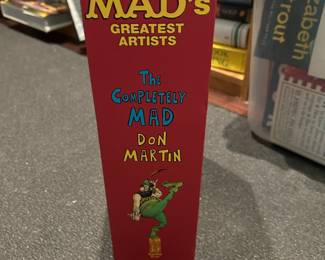 MAD's
GREATEST
ARTISTS
The
COMPLETELY
MAD
DON
MARTIN